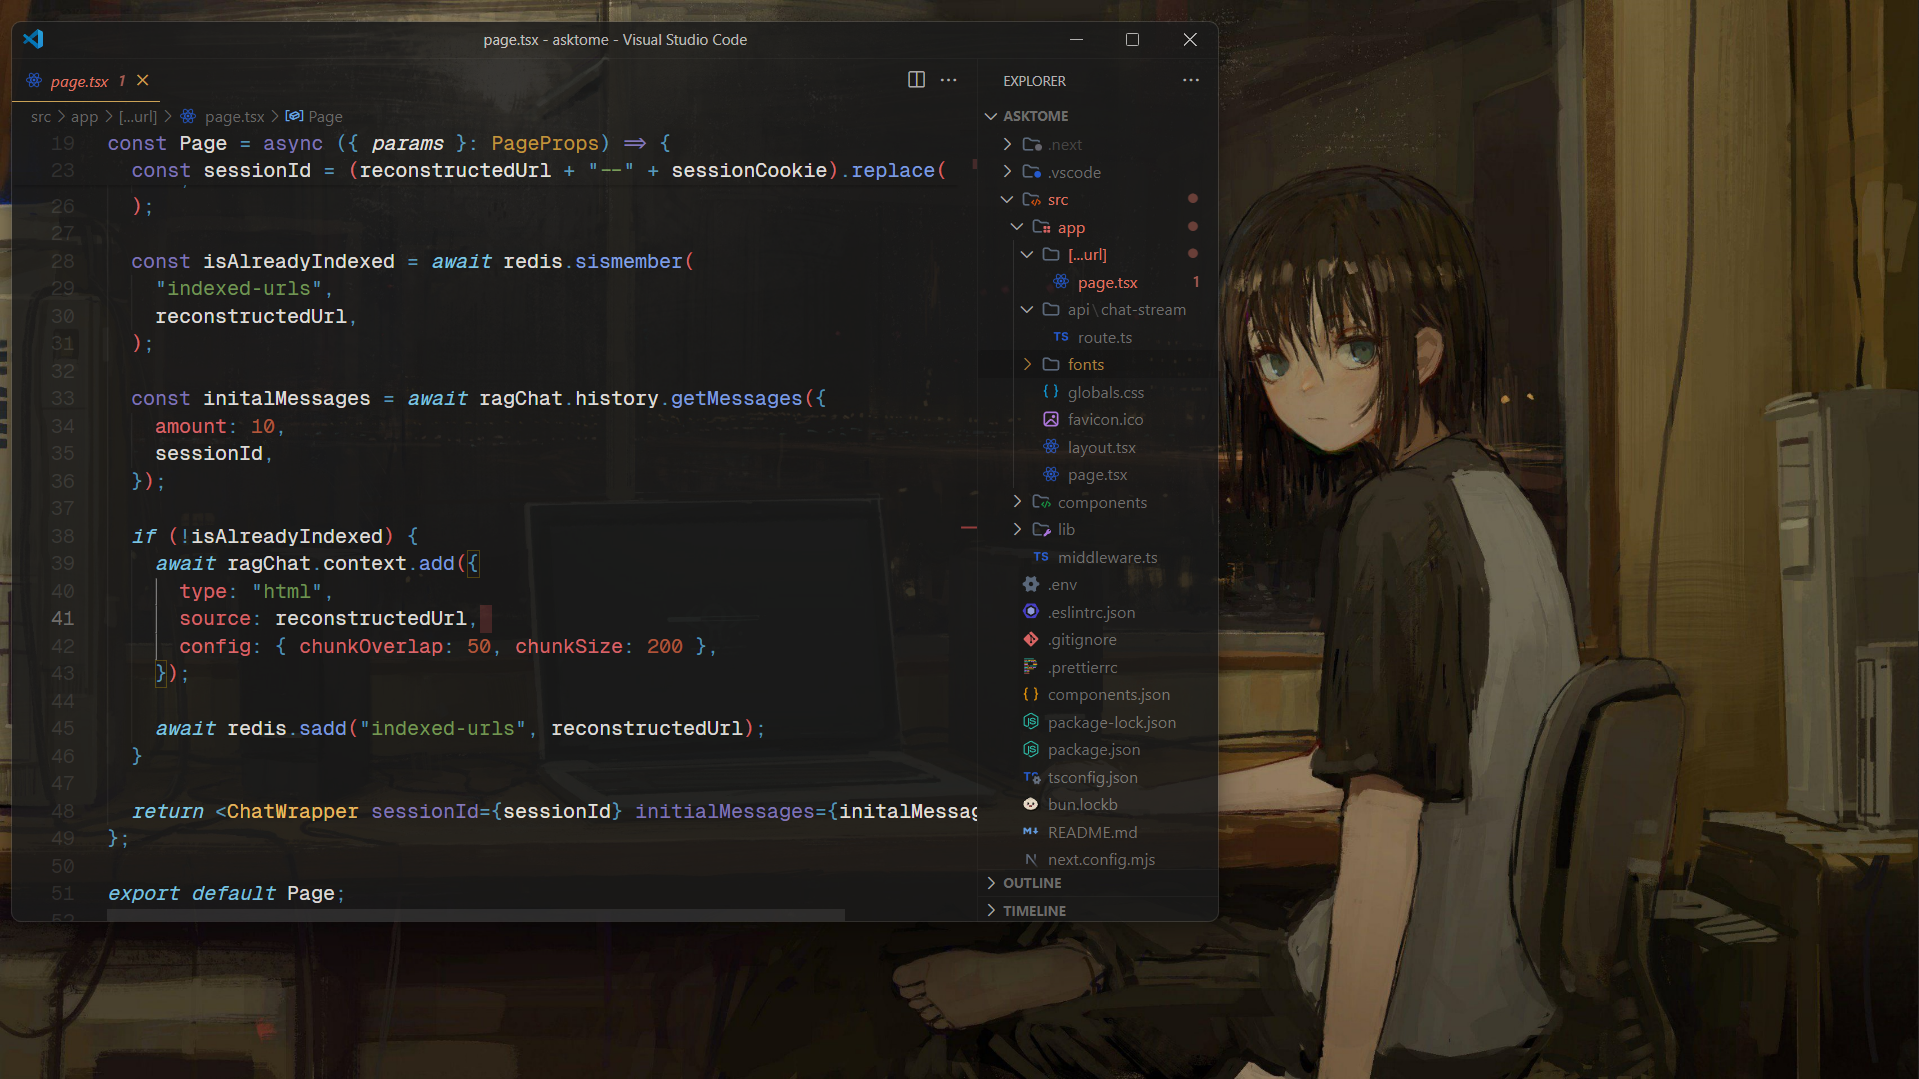 page.tsx - asktome - Visual Studio Code
page.tsx 1
src > app > [...url] > page.tsx > Page
19 const Page = async ({ params }: PageProps) => {
23 const sessionId = (reconstructedUrl + "--" + sessionCookie).replace(
26 );
27
28 const isAlreadyIndexed = await redis.sismember(
29 "indexed-urls",
30 reconstructedUrl,
31 );
32
33 const initalMessages = await ragChat.history.getMessages({
34 amount: 10,
35 sessionId,
36 });
37
38 if (!isAlreadyIndexed) {
39 await ragChat.context.add({
40 type: "html",
41 source: reconstructedUrl,
42 config: { chunkOverlap: 50, chunkSize: 200 },
43 });
44
45 await redis.sadd("indexed-urls", reconstructedUrl);
46 }
47
48 return <ChatWrapper sessionId={sessionId} initialMessages={initalMessag
49 };
50
51 export default Page;
52
EXPLORER
ASKTOME
.next
.vscode
src
app
[...url]
page.tsx 1
api\chat-stream
TS route.ts
fonts
{} globals.css
favicon.ico
layout.tsx
page.tsx
components
lib
TS middleware.ts
.env
.eslintrc.json
.gitignore
.prettierrc
{} components.json
package-lock.json
package.json
TS tsconfig.json
bun.lockb
M↓ README.md
N next.config.mjs
OUTLINE
TIMELINE